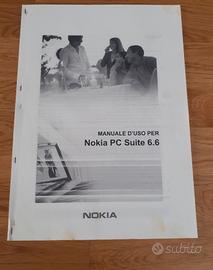 MANUALE D'USO PER
Nokia PC Suite 6.6
NOKIA
subito